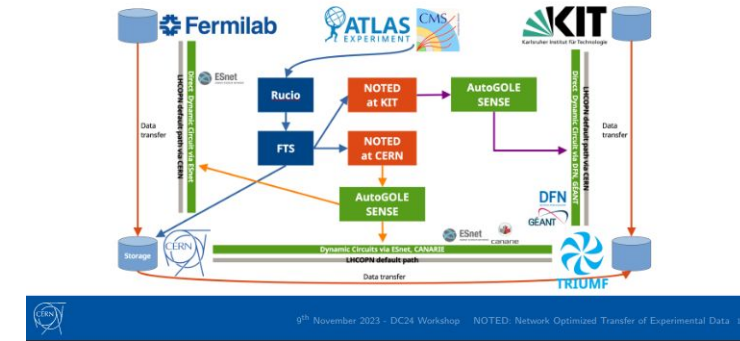 Fermilab
ATLAS
EXPERIMENT
CMS
KIT
Karlsruher Institut für Technologie
ESnet
Rucio
NOTED
at KIT
AutoGOLE
SENSE
Direct Dynamic Circuit via ESnet
LHCOPN default path via CERN
Data
transfer
FTS
NOTED
at CERN
Direct Dynamic Circuit via DFN, GÉANT
LHCOPN default path via CERN
Data
transfer
AutoGOLE
SENSE
DFN
GÉANT
ESnet
canarie
Storage
CERN
Dynamic Circuits via ESnet, CANARIE
LHCOPN default path
Data transfer
TRIUMF
CERN
9th November 2023 - DC24 Workshop NOTED: Network Optimized Transfer of Experimental Data